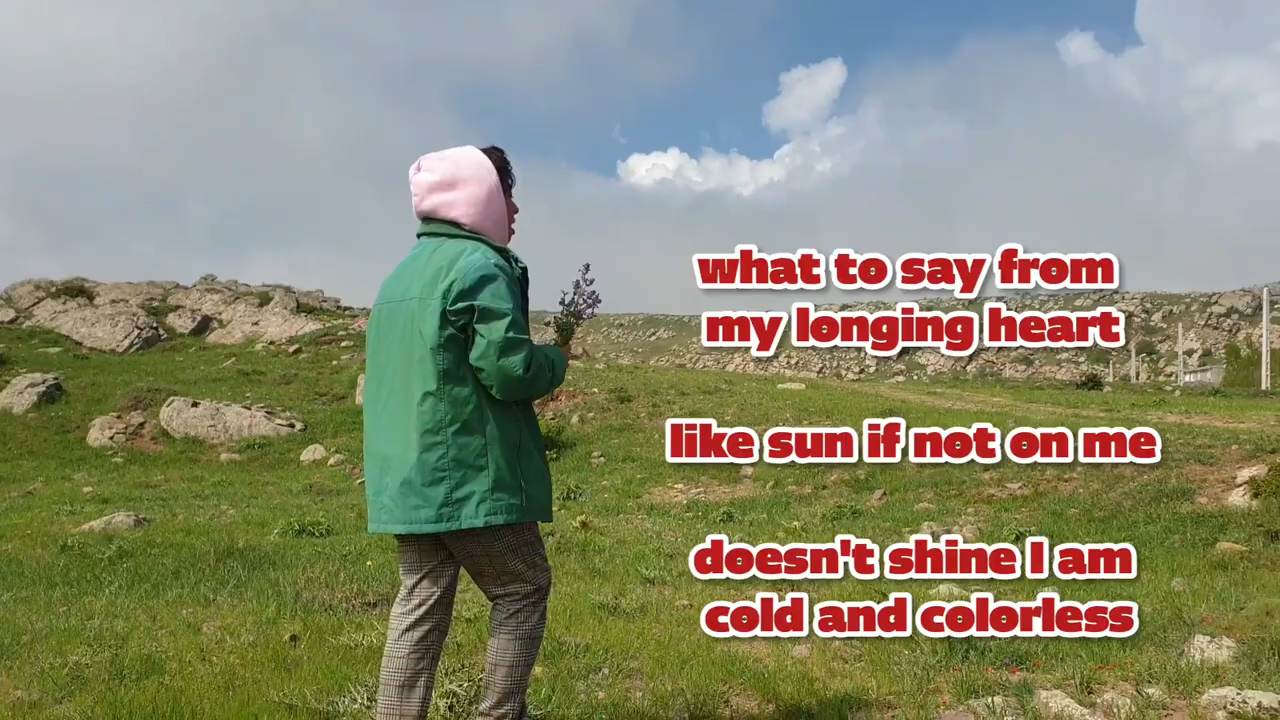 what to say from
my longing heart
like sun if not on me
doesn't shine I am
cold and colorless